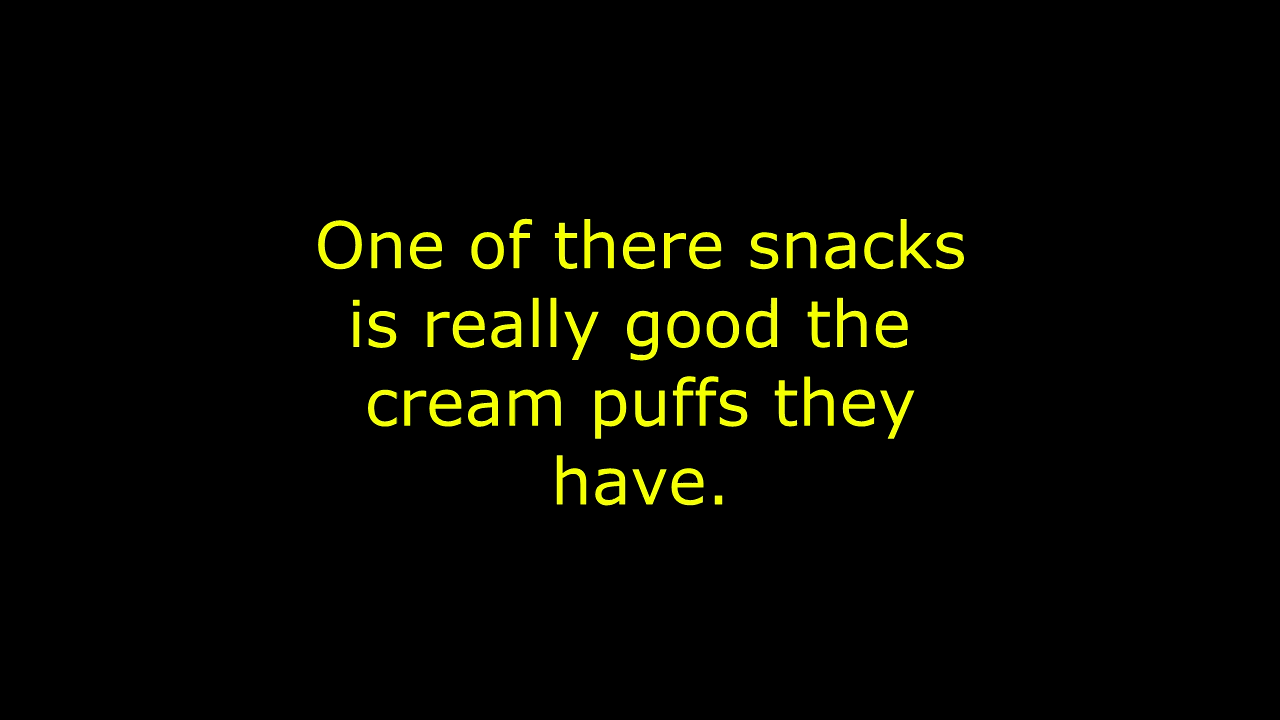 One of there snacks
is really good the
cream puffs they
have.